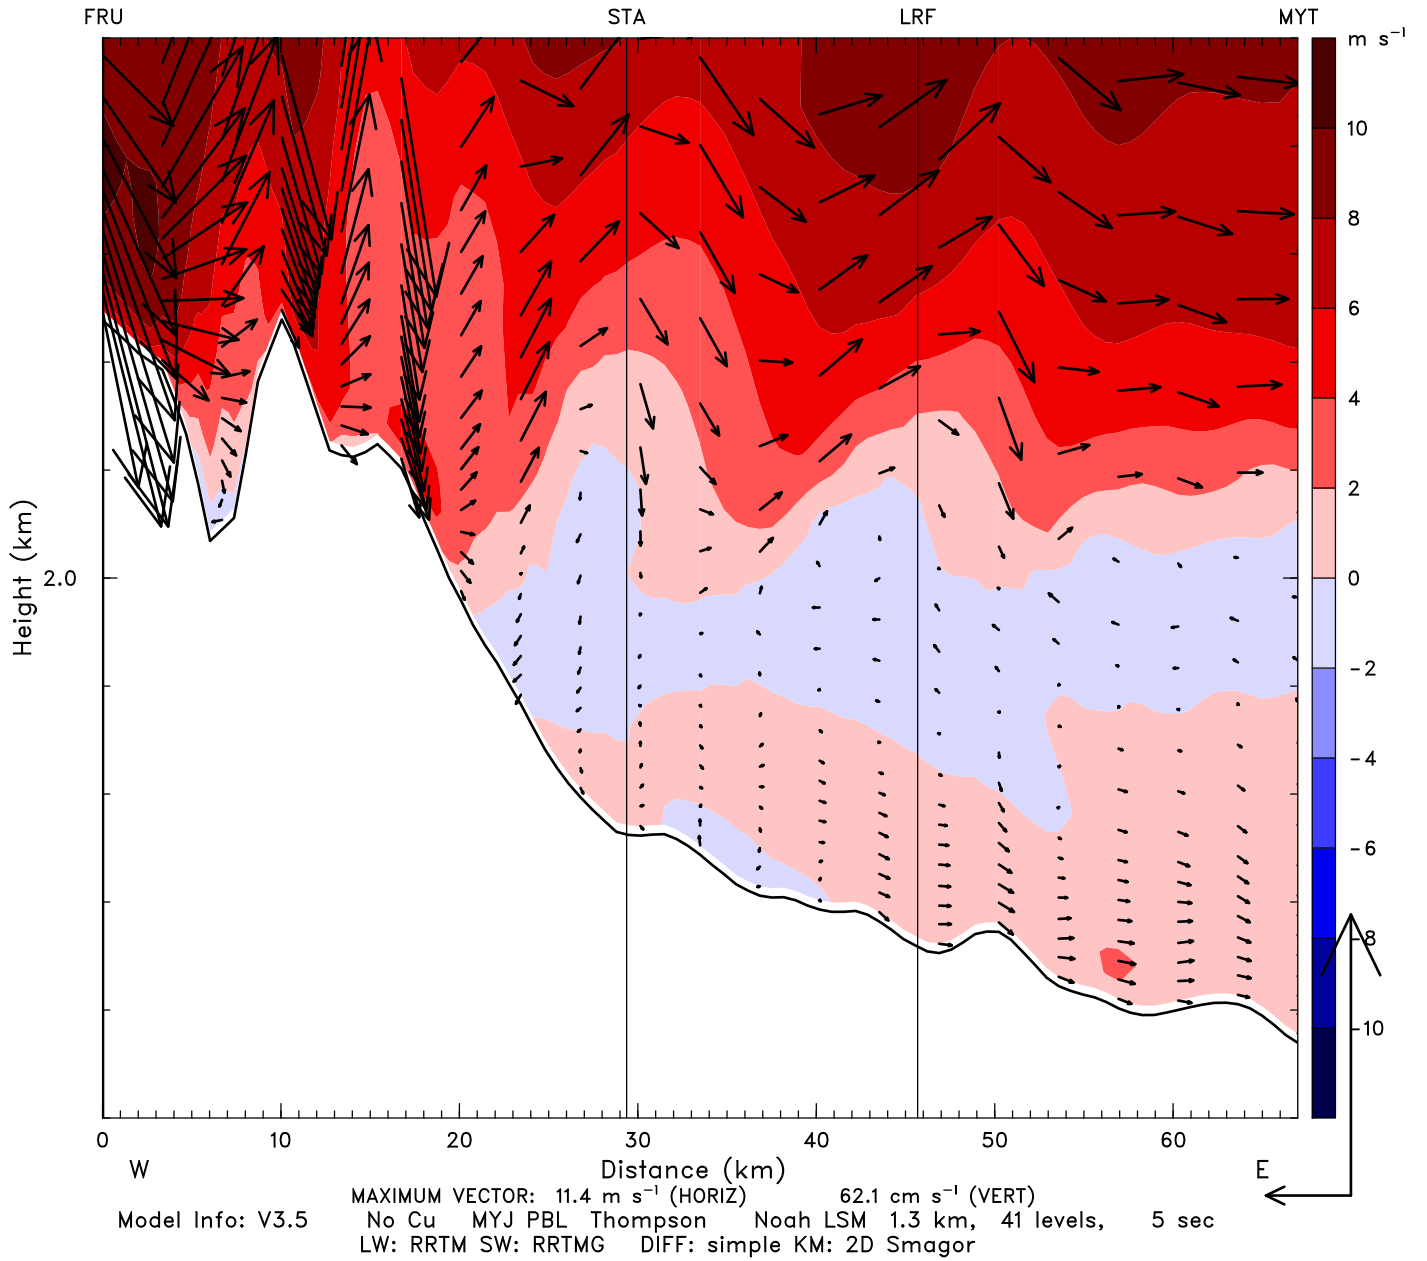 FRU STA LRF MYT
m s⁻¹
10
8
6
4
2
0
-2
-4
-6
-8
-10
Height (km)
2.0
0 10 20 30 40 50 60
W Distance (km) E
MAXIMUM VECTOR: 11.4 m s⁻¹ (HORIZ) 62.1 cm s⁻¹ (VERT)
Model Info: V3.5 No Cu MYJ PBL Thompson Noah LSM 1.3 km, 41 levels, 5 sec
LW: RRTM SW: RRTMG DIFF: simple KM: 2D Smagor